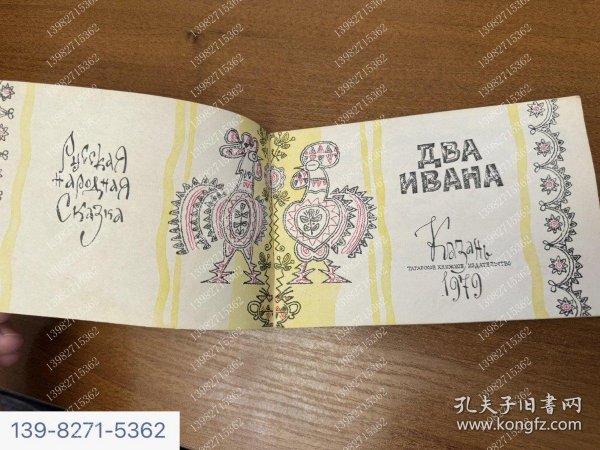 Русская
народная
Сказка
ДВА
ИВАНА
Казань
ТАТАРСКОЕ КНИЖНОЕ ИЗДАТЕЛЬСТВО
1979
13982715362
139-8271-5362
孔夫子旧书网
www.kongfz.com